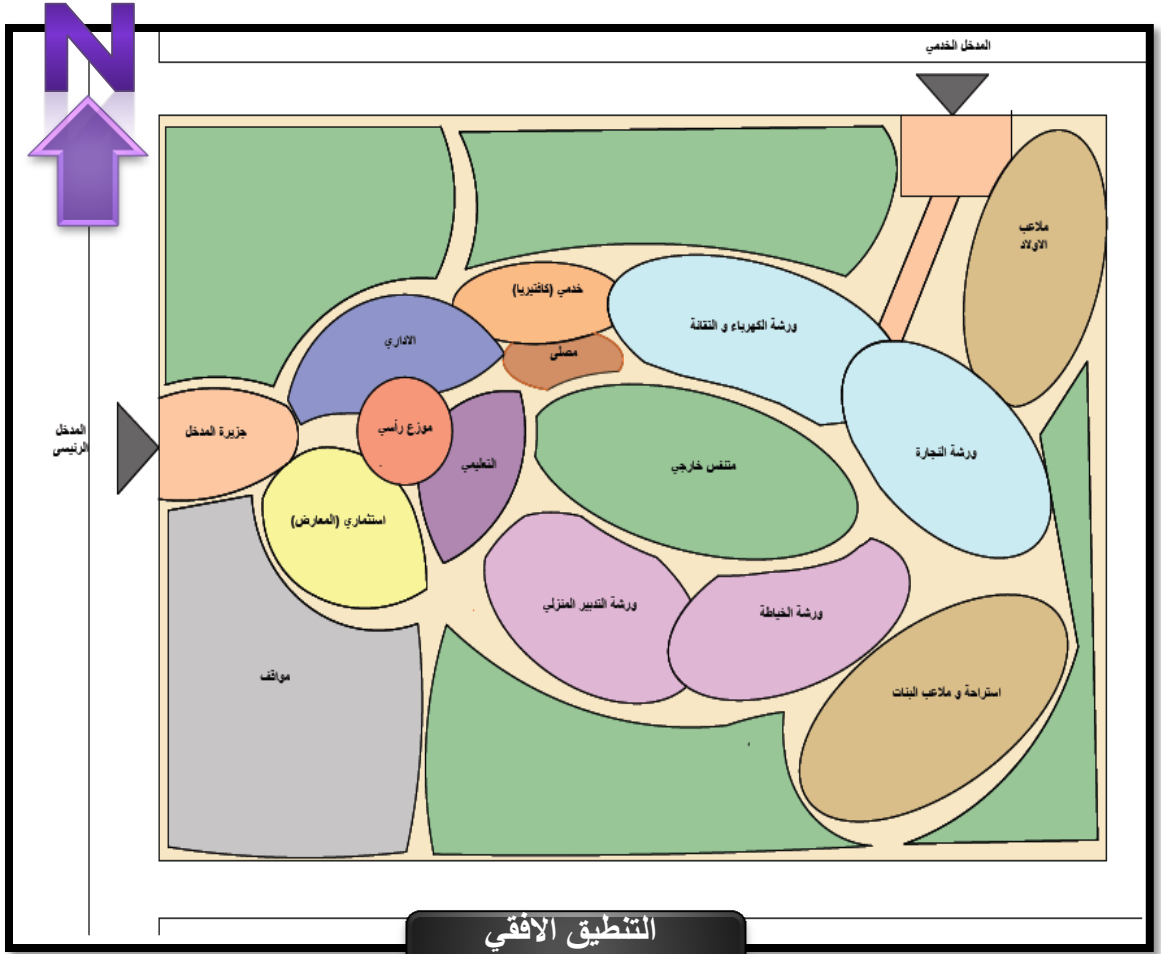 N
المدخل الخدمي
ملاعب
الاولاد
خدمي (كافتيريا)
ورشة الكهرباء و التقانة
الاداري
مصلى
المدخل
الرئيسي
جزيرة المدخل
موزع رأسي
التعليمي
متنفس خارجي
ورشة النجارة
استثماري (المعارض)
ورشة التدبير المنزلي
ورشة الخياطة
مواقف
استراحة و ملاعب البنات
التنطيق الافقي